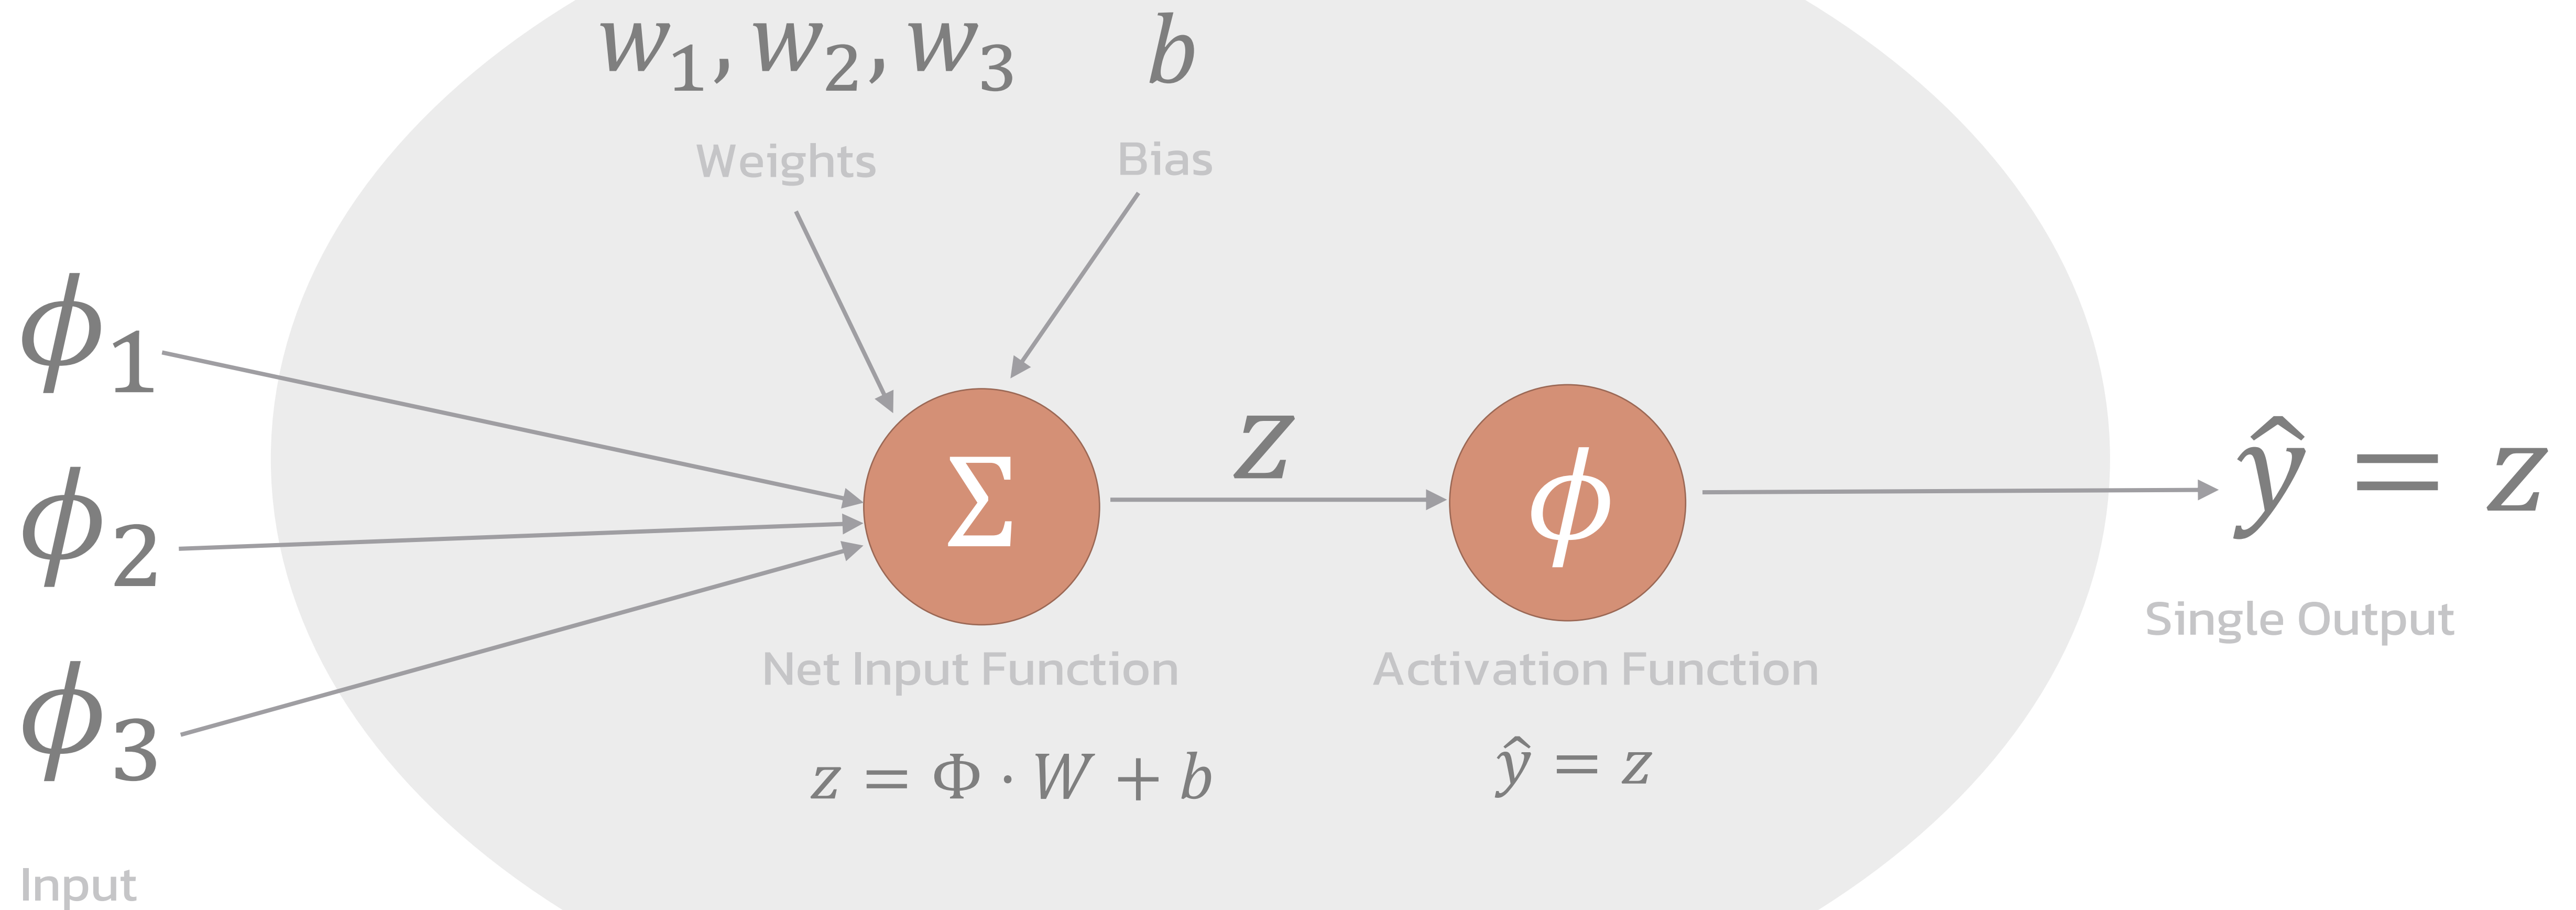 w₁, w₂, w₃ b
Weights Bias
ϕ₁
ϕ₂
ϕ₃
Input
Σ
z
ϕ
ŷ = z
Single Output
Net Input Function
z = Φ · W + b
Activation Function
ŷ = z